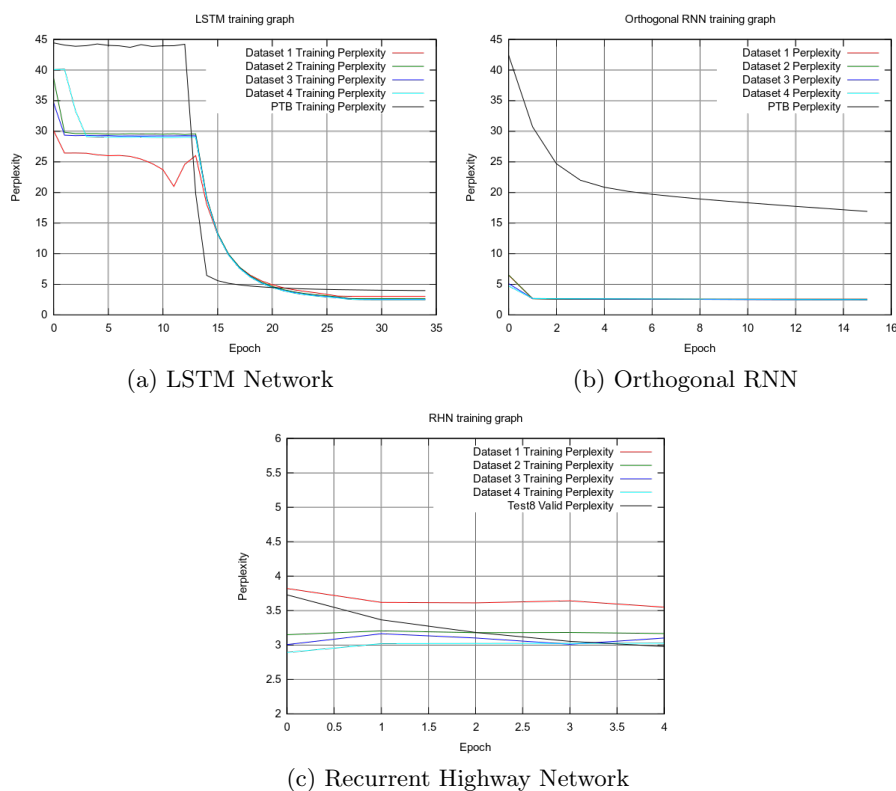 LSTM training graph
Perplexity
45
40
35
30
25
20
15
10
5
0
Dataset 1 Training Perplexity
Dataset 2 Training Perplexity
Dataset 3 Training Perplexity
Dataset 4 Training Perplexity
PTB Training Perplexity
0 5 10 15 20 25 30 35
Epoch
(a) LSTM Network
Orthogonal RNN training graph
Perplexity
45
40
35
30
25
20
15
10
5
0
Dataset 1 Perplexity
Dataset 2 Perplexity
Dataset 3 Perplexity
Dataset 4 Perplexity
PTB Perplexity
0 2 4 6 8 10 12 14 16
Epoch
(b) Orthogonal RNN
RHN training graph
Perplexity
6
5.5
5
4.5
4
3.5
3
2.5
2
Dataset 1 Training Perplexity
Dataset 2 Training Perplexity
Dataset 3 Training Perplexity
Dataset 4 Training Perplexity
Test8 Valid Perplexity
0 0.5 1 1.5 2 2.5 3 3.5 4
Epoch
(c) Recurrent Highway Network